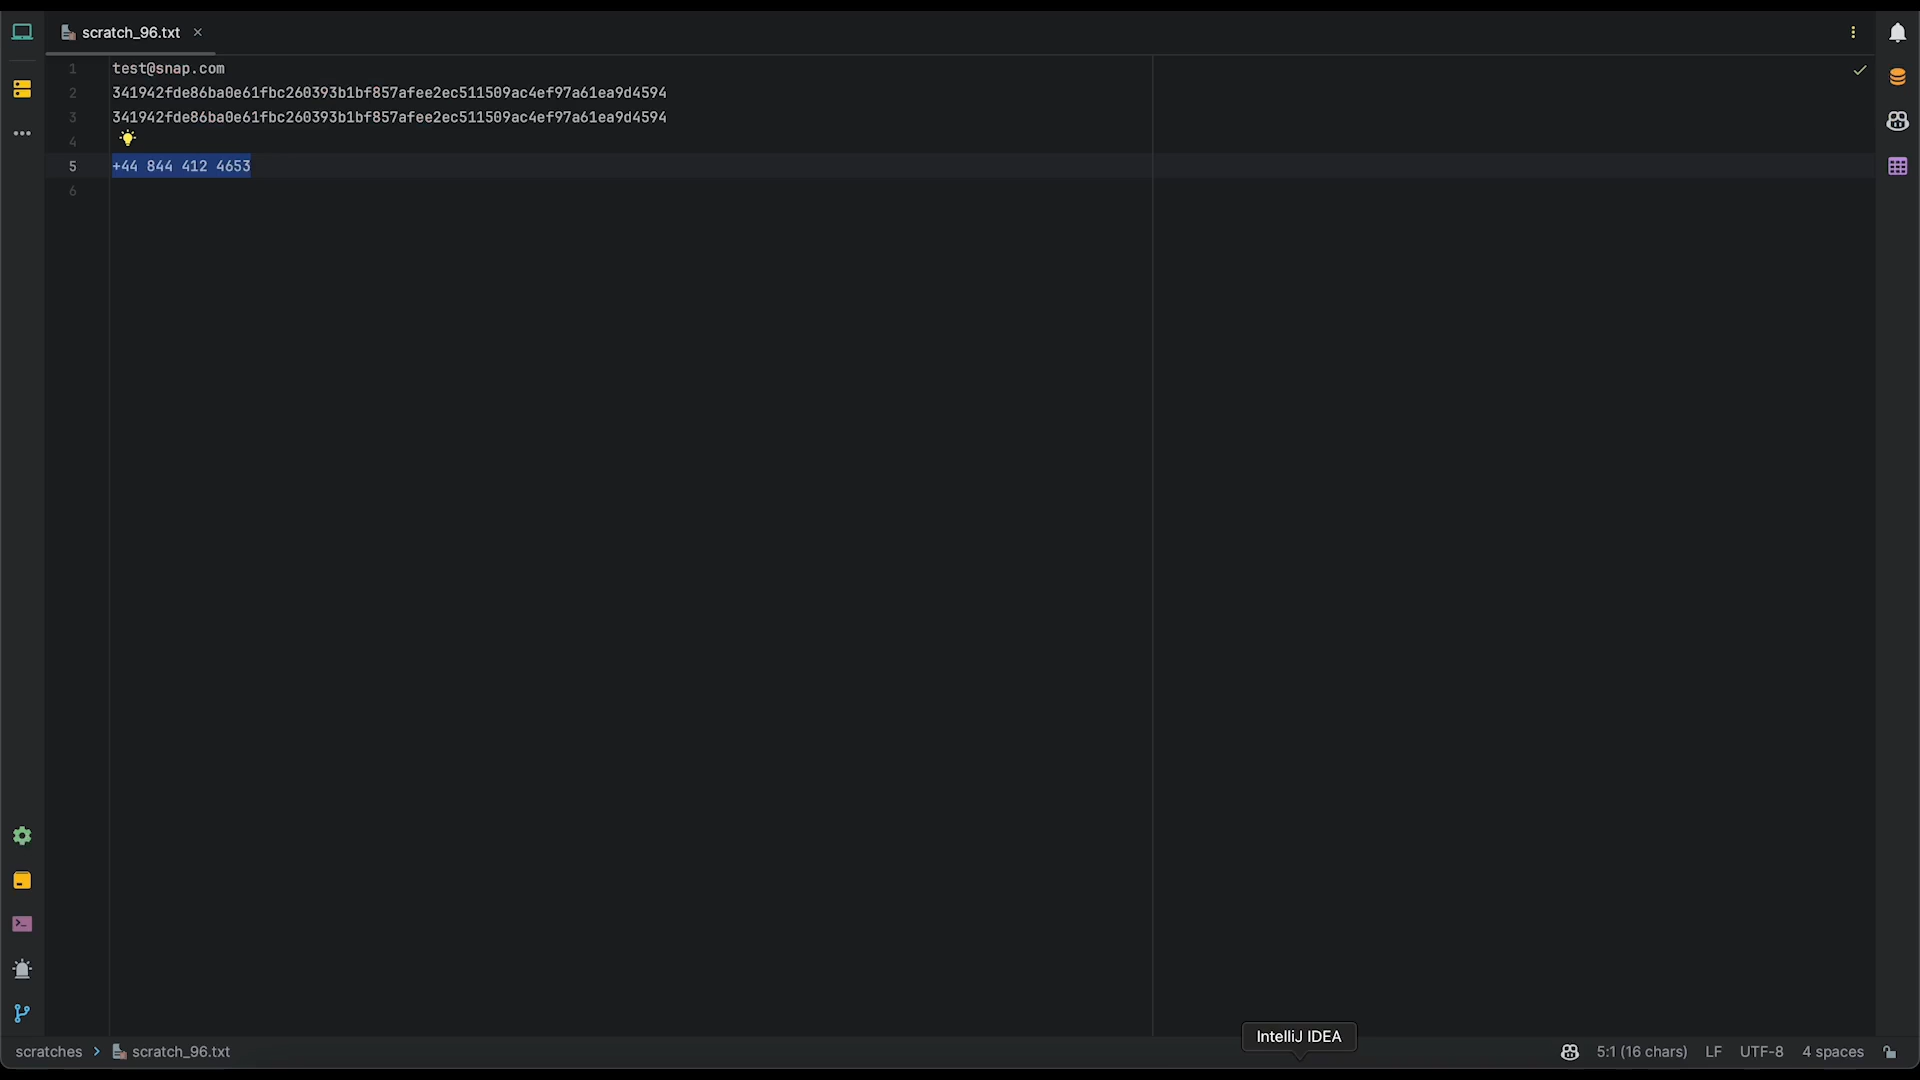 scratch_96.txt
1 test@snap.com
2 341942fde86ba0e61fbc260393b1bf857afee2ec511509ac4ef97a61ea9d4594
3 341942fde86ba0e61fbc260393b1bf857afee2ec511509ac4ef97a61ea9d4594
4
5 +44 844 412 4653
6
IntelliJ IDEA
scratches > scratch_96.txt 5:1 (16 chars) LF UTF-8 4 spaces